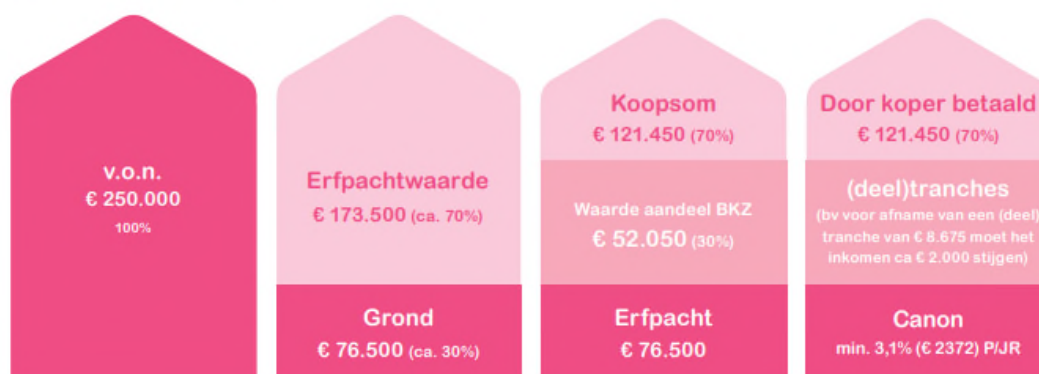 v.o.n.
€ 250.000
100%
Erfpachtwaarde
€ 173.500 (ca. 70%)
Grond
€ 76.500 (ca. 30%)
Koopsom
€ 121.450 (70%)
Waarde aandeel BKZ
€ 52.050 (30%)
Erfpacht
€ 76.500
Door koper betaald
€ 121.450 (70%)
(deel)tranches
(bv voor afname van een (deel)
tranche van € 8.675 moet het
inkomen ca € 2.000 stijgen)
Canon
min. 3,1% (€ 2372) P/JR